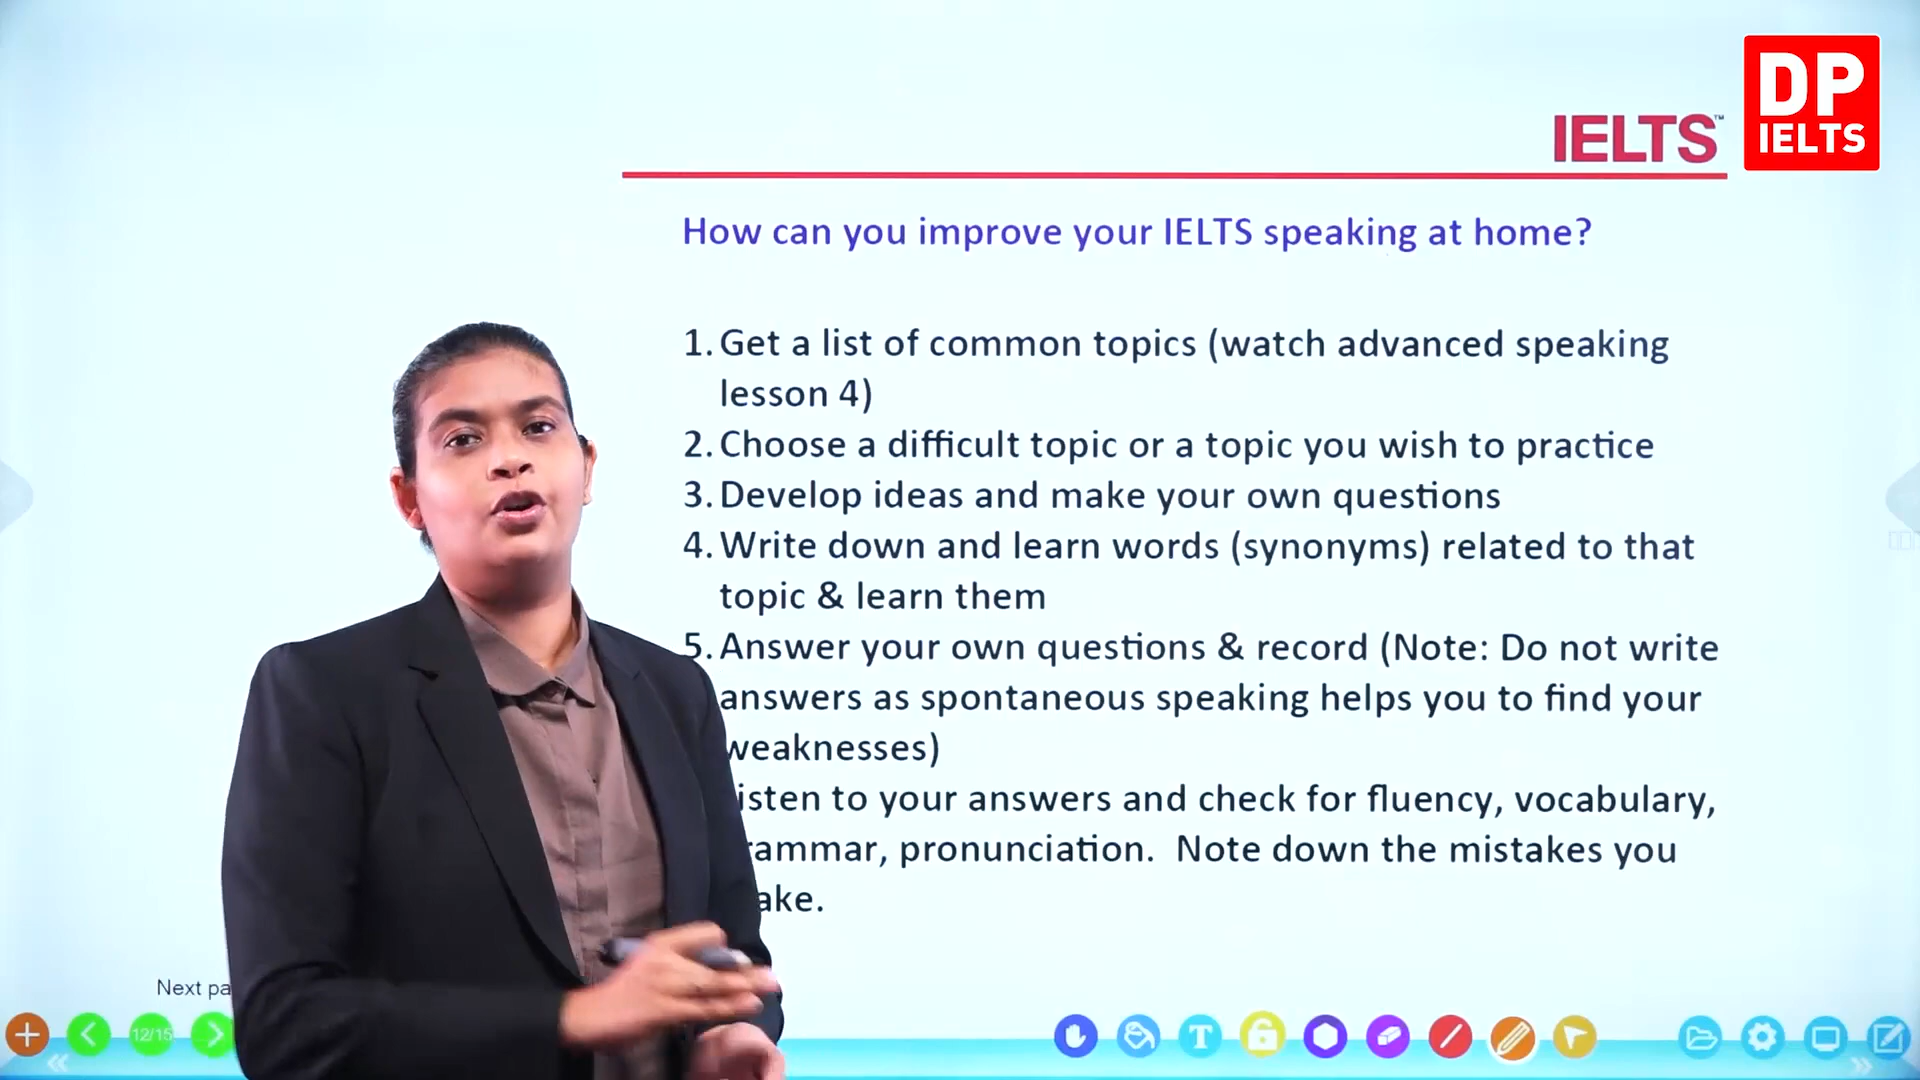 DP
IELTS
IELTS™
How can you improve your IELTS speaking at home?
1. Get a list of common topics (watch advanced speaking
lesson 4)
2. Choose a difficult topic or a topic you wish to practice
3. Develop ideas and make your own questions
4. Write down and learn words (synonyms) related to that
topic & learn them
5. Answer your own questions & record (Note: Do not write
answers as spontaneous speaking helps you to find your
weaknesses)
isten to your answers and check for fluency, vocabulary,
rammar, pronunciation. Note down the mistakes you
ake.
Next pa
12/15
T